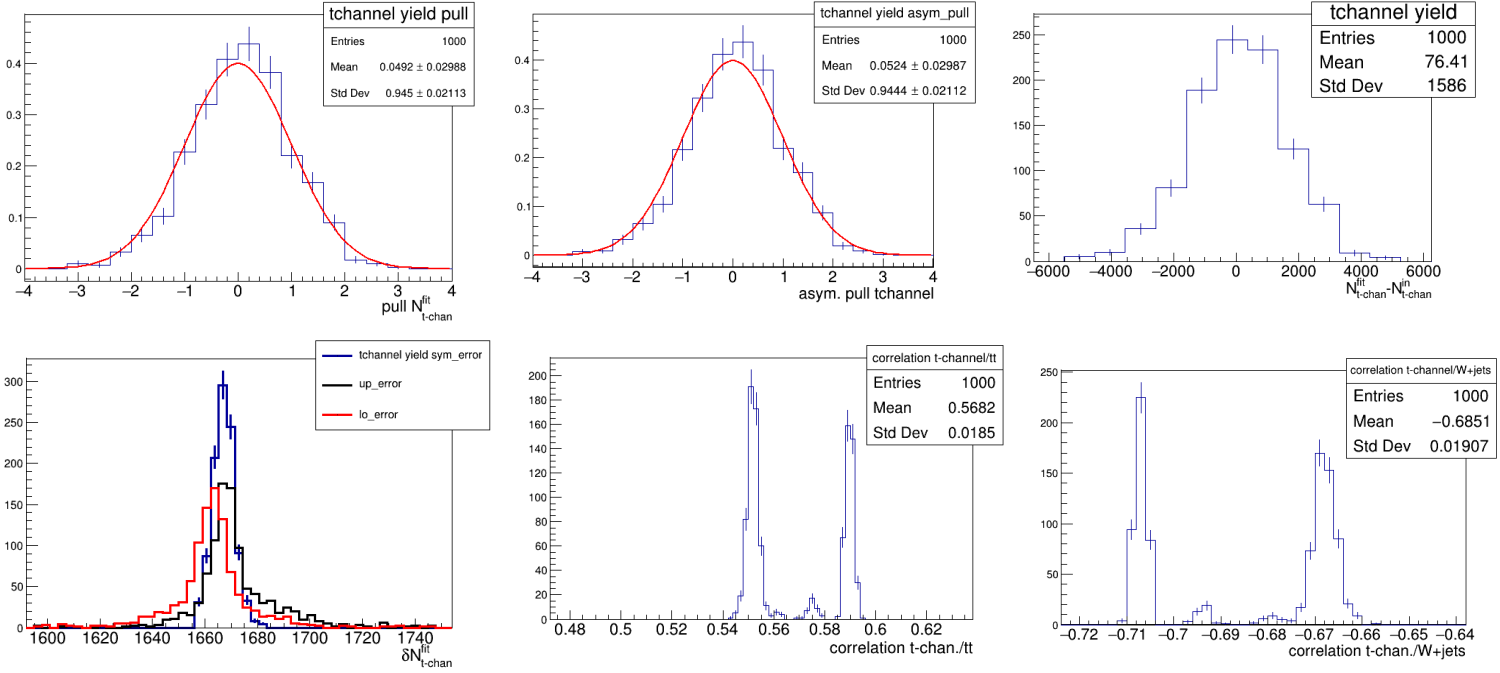 tchannel yield pull
Entries 1000
Mean 0.0492 ± 0.02988
Std Dev 0.945 ± 0.02113
0.4
0.3
0.2
0.1
0
−4 −3 −2 −1 0 1 2 3 4
pull N^fit_t-chan
tchannel yield asym_pull
Entries 1000
Mean 0.0524 ± 0.02987
Std Dev 0.9444 ± 0.02112
0.4
0.3
0.2
0.1
0
−4 −3 −2 −1 0 1 2 3 4
asym. pull tchannel
tchannel yield
Entries 1000
Mean 76.41
Std Dev 1586
250
200
150
100
50
0
−6000 −4000 −2000 0 2000 4000 6000
N^fit_t-chan-N^in_t-chan
tchannel yield sym_error
up_error
lo_error
300
250
200
150
100
50
0
1600 1620 1640 1660 1680 1700 1720 1740
δN^fit_t-chan
correlation t-channel/tt
Entries 1000
Mean 0.5682
Std Dev 0.0185
200
180
160
140
120
100
80
60
40
20
0
0.48 0.5 0.52 0.54 0.56 0.58 0.6 0.62
correlation t-chan./tt
correlation t-channel/W+jets
Entries 1000
Mean −0.6851
Std Dev 0.01907
250
200
150
100
50
0
−0.72 −0.71 −0.7 −0.69 −0.68 −0.67 −0.66 −0.65 −0.64
correlation t-chan./W+jets